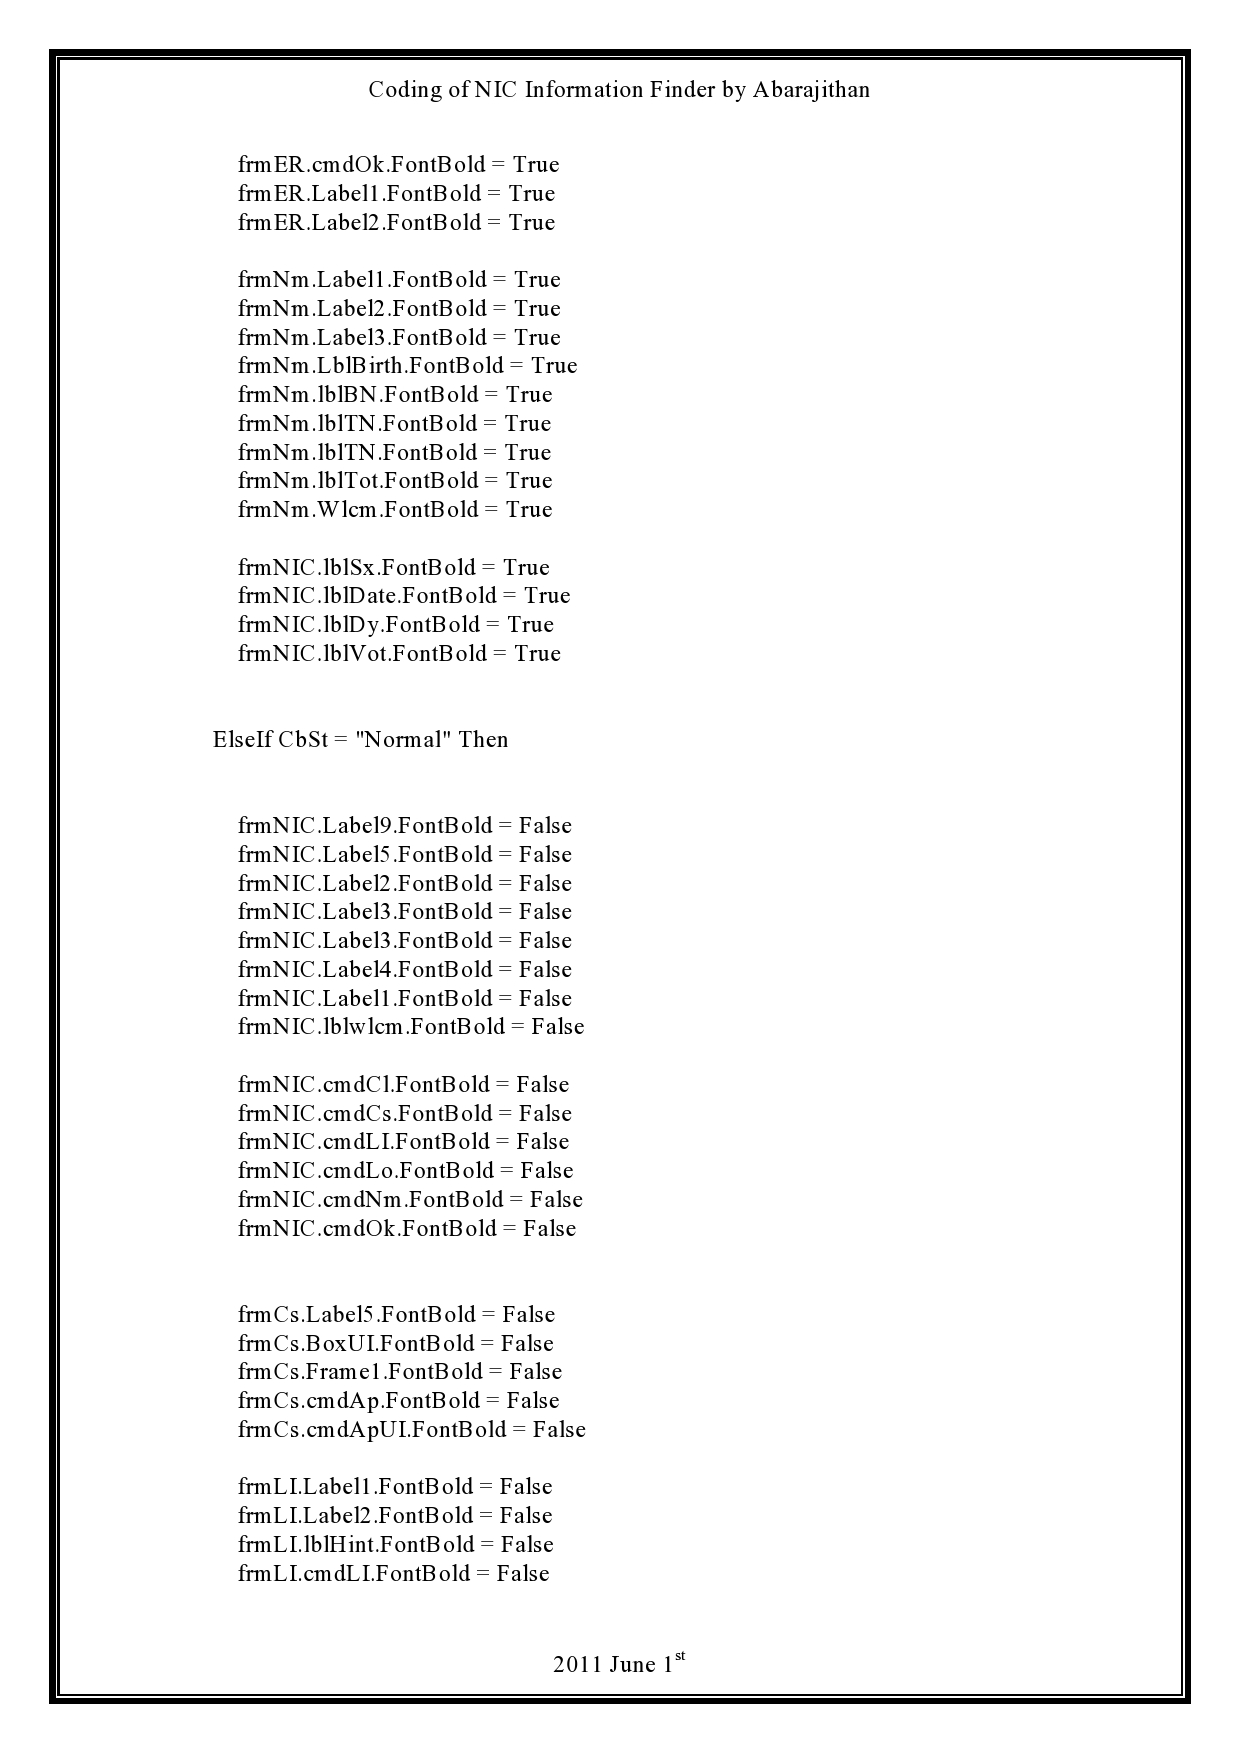 Coding of NIC Information Finder by Abarajithan
frmER.cmdOk.FontBold = True
frmER.Label1.FontBold = True
frmER.Label2.FontBold = True
frmNm.Label1.FontBold = True
frmNm.Label2.FontBold = True
frmNm.Label3.FontBold = True
frmNm.LblBirth.FontBold = True
frmNm.lblBN.FontBold = True
frmNm.lblTN.FontBold = True
frmNm.lblTN.FontBold = True
frmNm.lblTot.FontBold = True
frmNm.Wlcm.FontBold = True
frmNIC.lblSx.FontBold = True
frmNIC.lblDate.FontBold = True
frmNIC.lblDy.FontBold = True
frmNIC.lblVot.FontBold = True
ElseIf CbSt = "Normal" Then
frmNIC.Label9.FontBold = False
frmNIC.Label5.FontBold = False
frmNIC.Label2.FontBold = False
frmNIC.Label3.FontBold = False
frmNIC.Label3.FontBold = False
frmNIC.Label4.FontBold = False
frmNIC.Label1.FontBold = False
frmNIC.lblwlcm.FontBold = False
frmNIC.cmdCl.FontBold = False
frmNIC.cmdCs.FontBold = False
frmNIC.cmdLI.FontBold = False
frmNIC.cmdLo.FontBold = False
frmNIC.cmdNm.FontBold = False
frmNIC.cmdOk.FontBold = False
frmCs.Label5.FontBold = False
frmCs.BoxUI.FontBold = False
frmCs.Frame1.FontBold = False
frmCs.cmdAp.FontBold = False
frmCs.cmdApUI.FontBold = False
frmLI.Label1.FontBold = False
frmLI.Label2.FontBold = False
frmLI.lblHint.FontBold = False
frmLI.cmdLI.FontBold = False
2011 June 1st